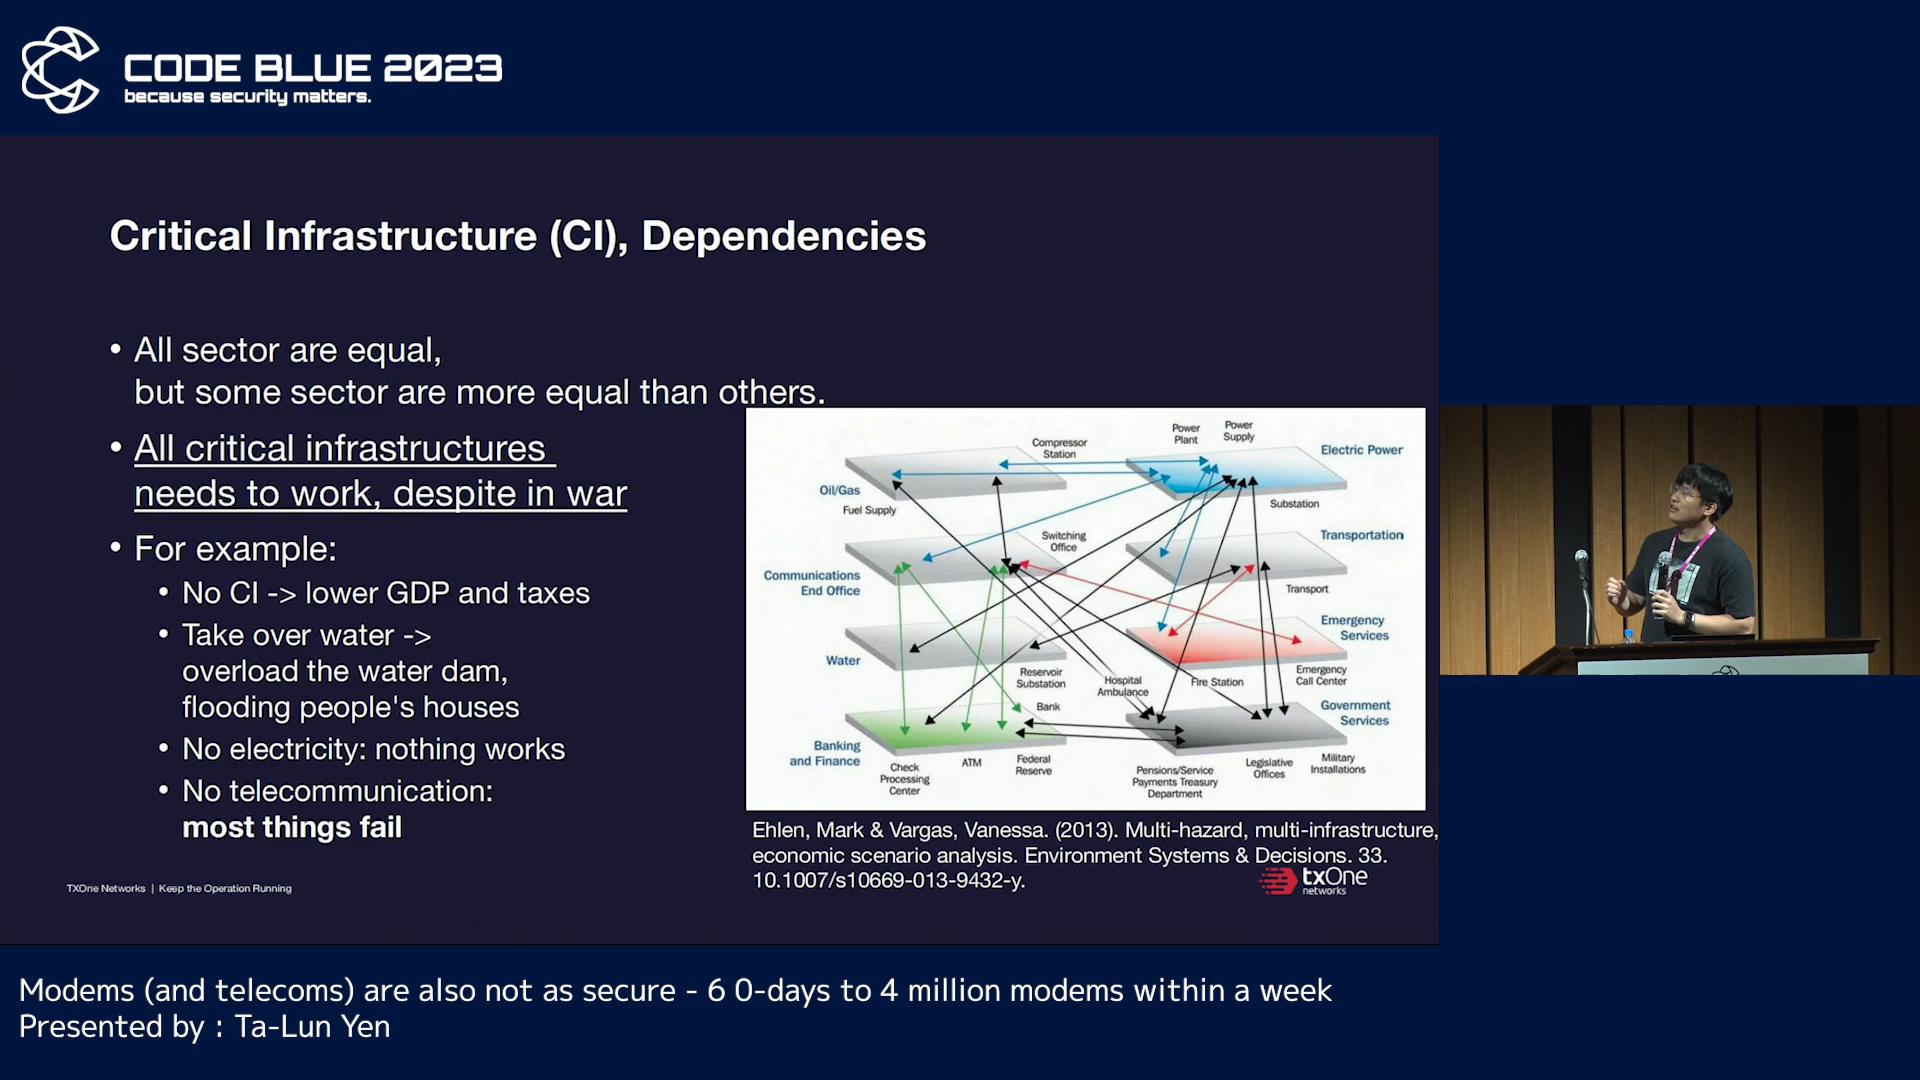 CODE BLUE 2023
because security matters.
Critical Infrastructure (CI), Dependencies
• All sector are equal,
but some sector are more equal than others.
• All critical infrastructures
needs to work, despite in war
• For example:
• No CI -> lower GDP and taxes
• Take over water ->
overload the water dam,
flooding people's houses
• No electricity: nothing works
• No telecommunication:
most things fail
Compressor
Station
Power
Plant
Power
Supply
Electric Power
Oil/Gas
Fuel Supply
Substation
Switching
Office
Transportation
Communications
End Office
Transport
Emergency
Services
Water
Reservoir
Substation
Hospital
Ambulance
Fire Station
Emergency
Call Center
Bank
Government
Services
Banking
and Finance
Check
Processing
Center
ATM
Federal
Reserve
Pensions/Service
Payments Treasury
Department
Legislative
Offices
Military
Installations
Ehlen, Mark & Vargas, Vanessa. (2013). Multi-hazard, multi-infrastructure,
economic scenario analysis. Environment Systems & Decisions. 33.
10.1007/s10669-013-9432-y.
TXOne Networks | Keep the Operation Running
txOne
networks
Modems (and telecoms) are also not as secure - 6 0-days to 4 million modems within a week
Presented by : Ta-Lun Yen